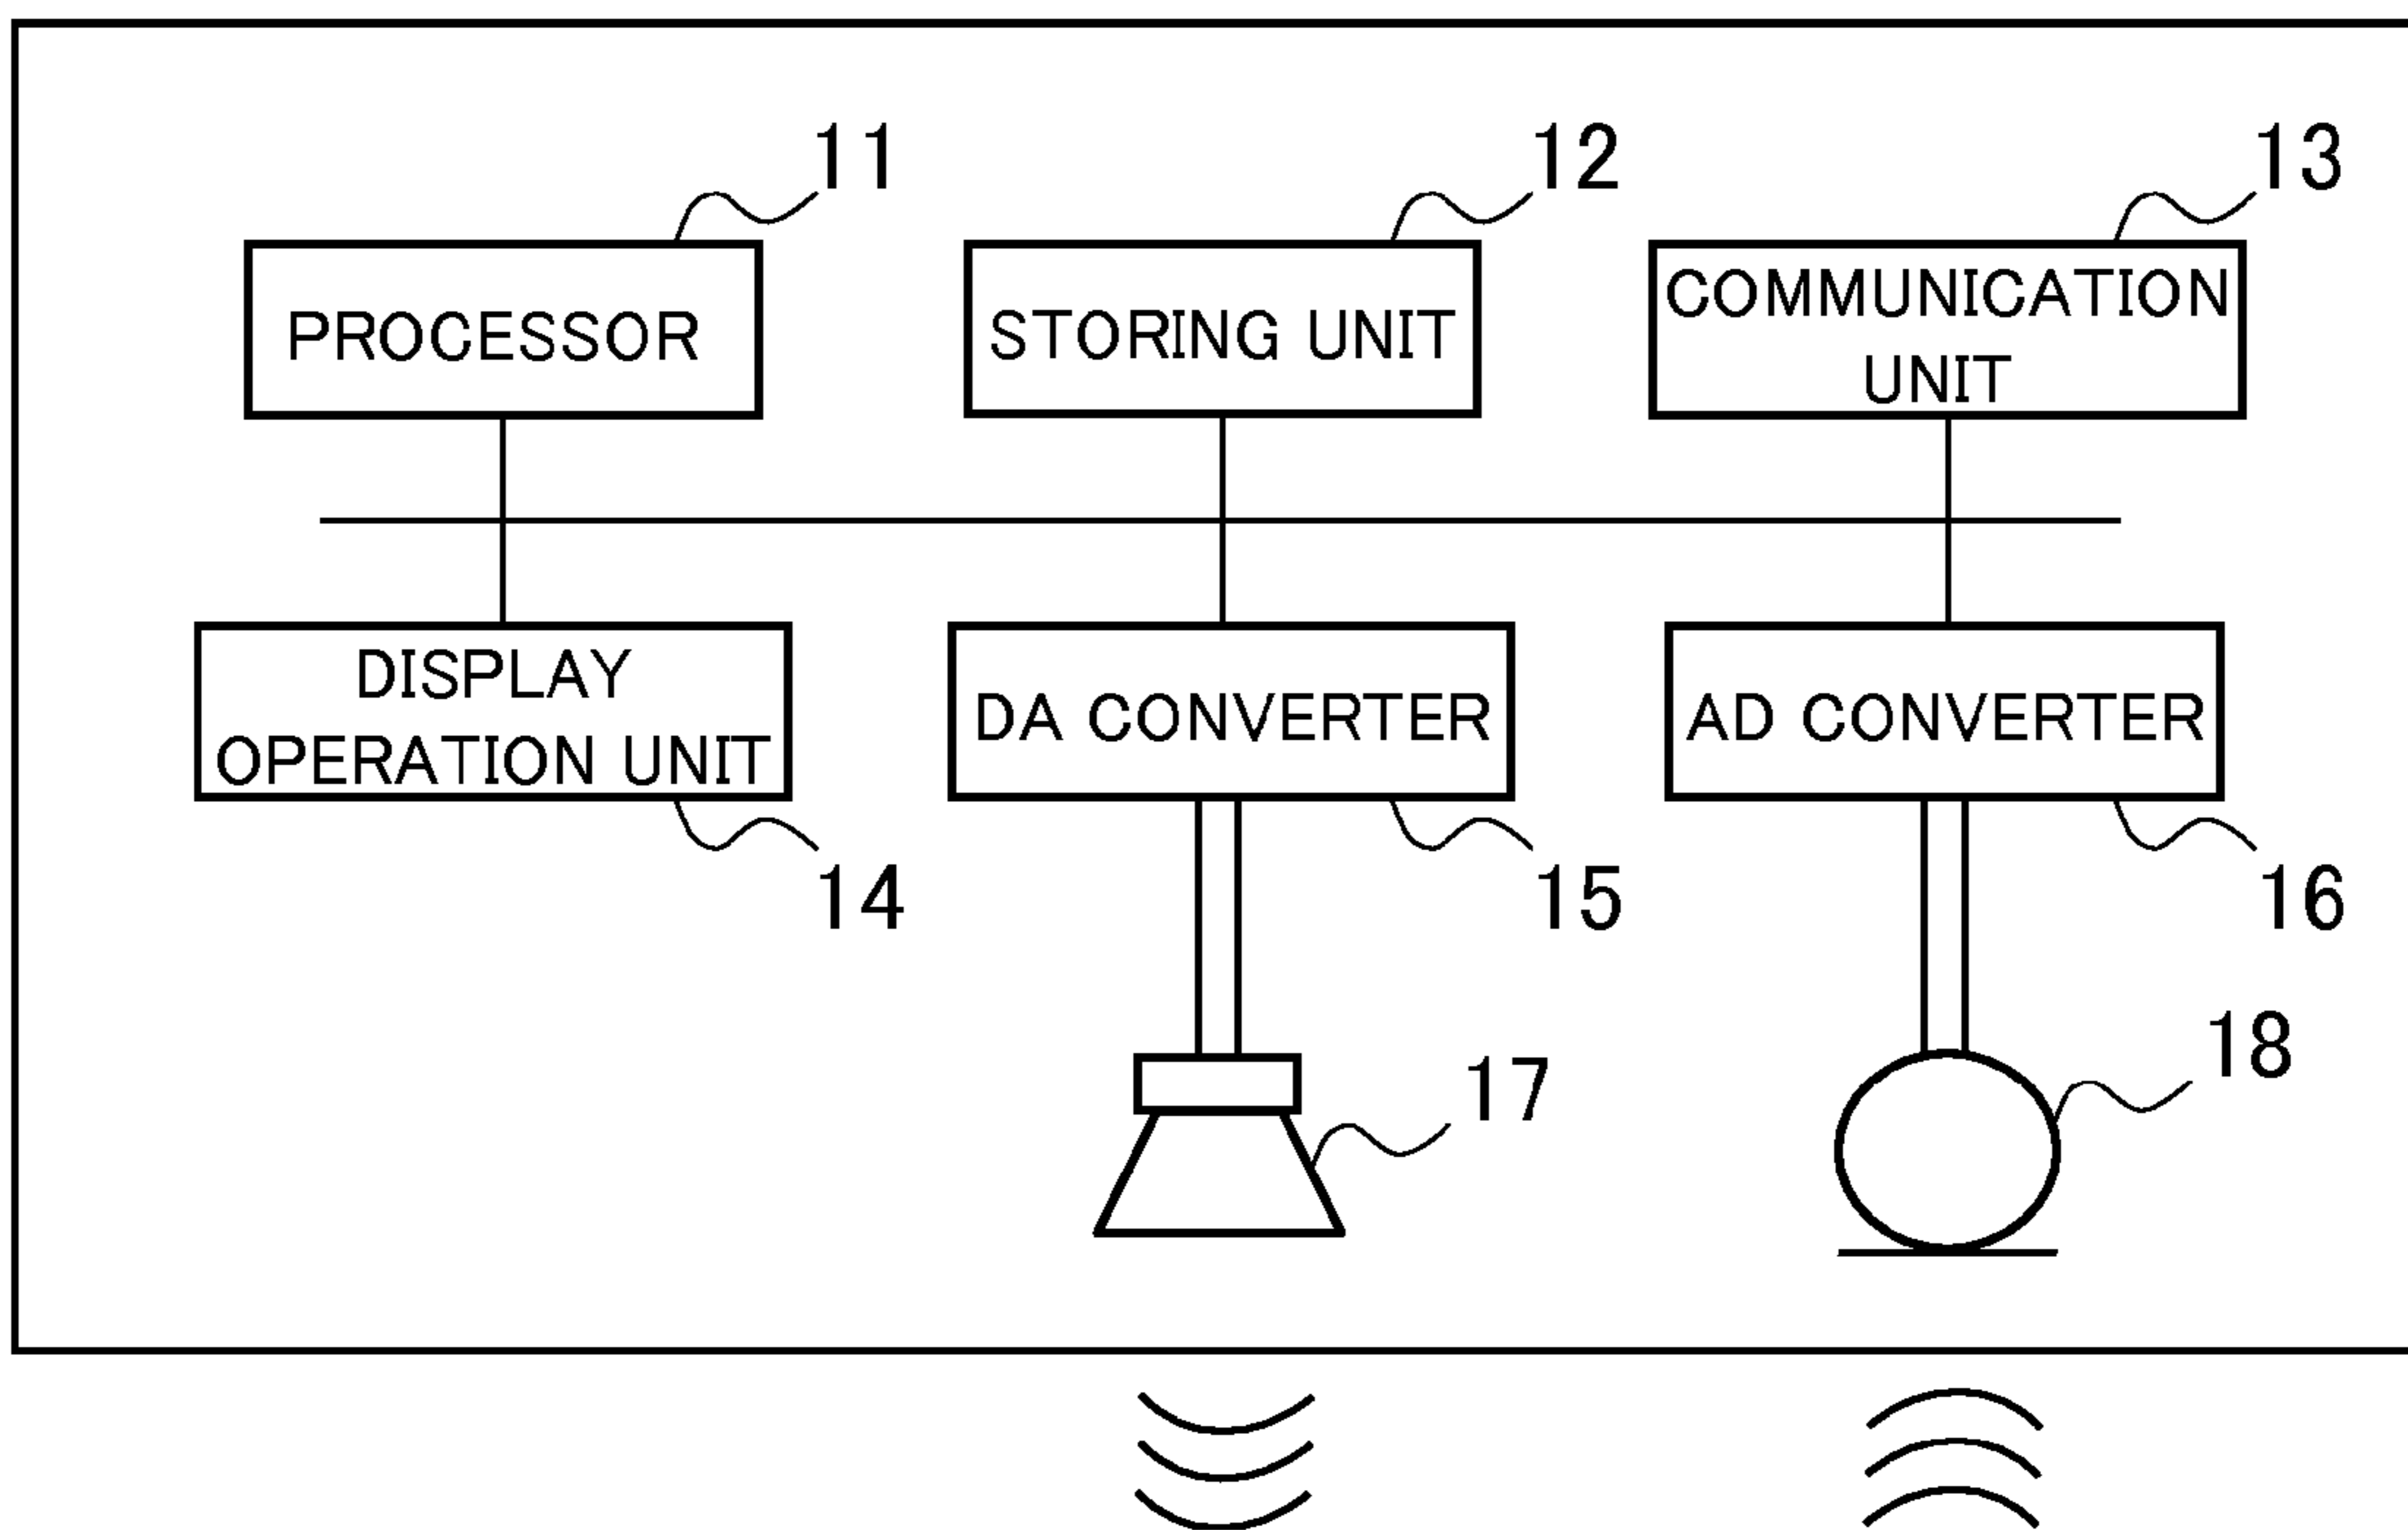 11
12
13
PROCESSOR
STORING UNIT
COMMUNICATION
UNIT
DISPLAY
OPERATION UNIT
DA CONVERTER
AD CONVERTER
14
15
16
17
18